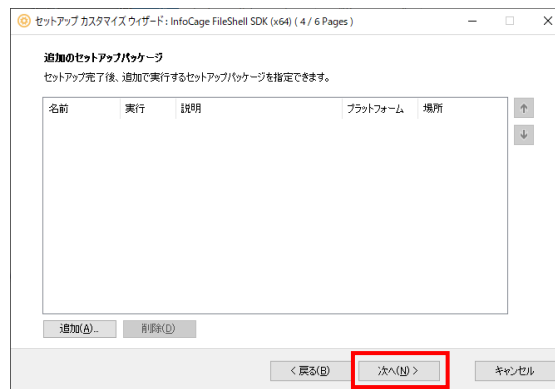 セットアップ カスタマイズ ウィザード : InfoCage FileShell SDK (x64) ( 4 / 6 Pages )
追加のセットアップパッケージ
セットアップ完了後、追加で実行するセットアップパッケージを指定できます。
名前 実行 説明 プラットフォーム 場所
追加(A)... 削除(D)
< 戻る(B) 次へ(N) > キャンセル